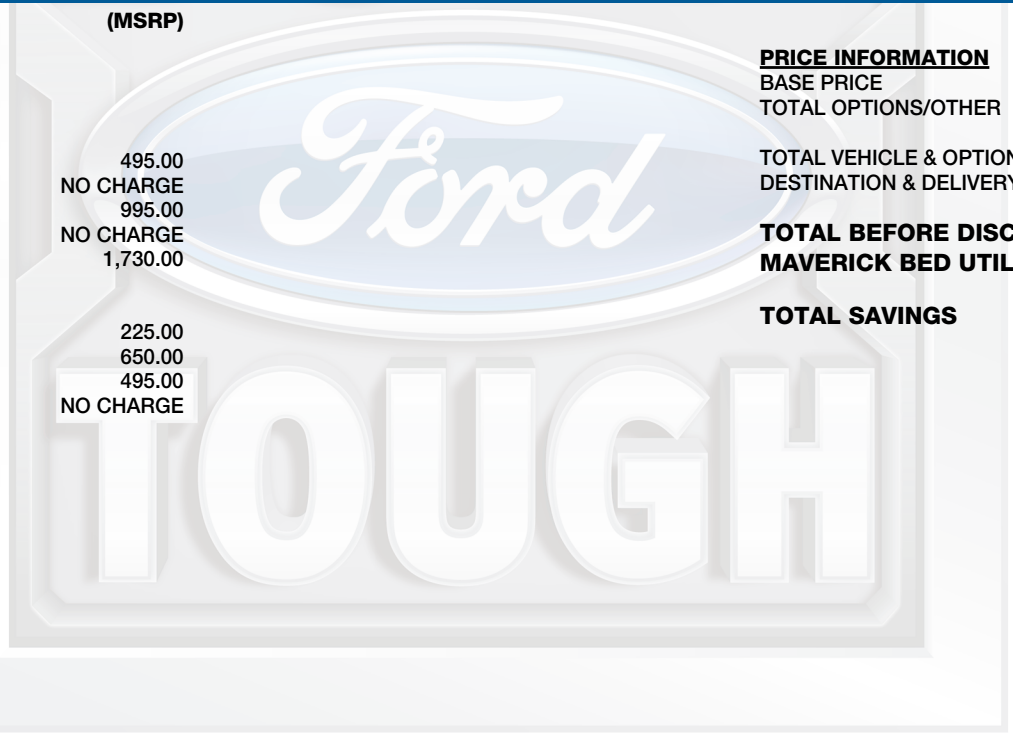 (MSRP)
495.00
NO CHARGE
995.00
NO CHARGE
1,730.00
225.00
650.00
495.00
NO CHARGE
PRICE INFORMATION
BASE PRICE
TOTAL OPTIONS/OTHER
TOTAL VEHICLE & OPTION
DESTINATION & DELIVERY
TOTAL BEFORE DISC
MAVERICK BED UTIL
TOTAL SAVINGS
Ford
TOUGH